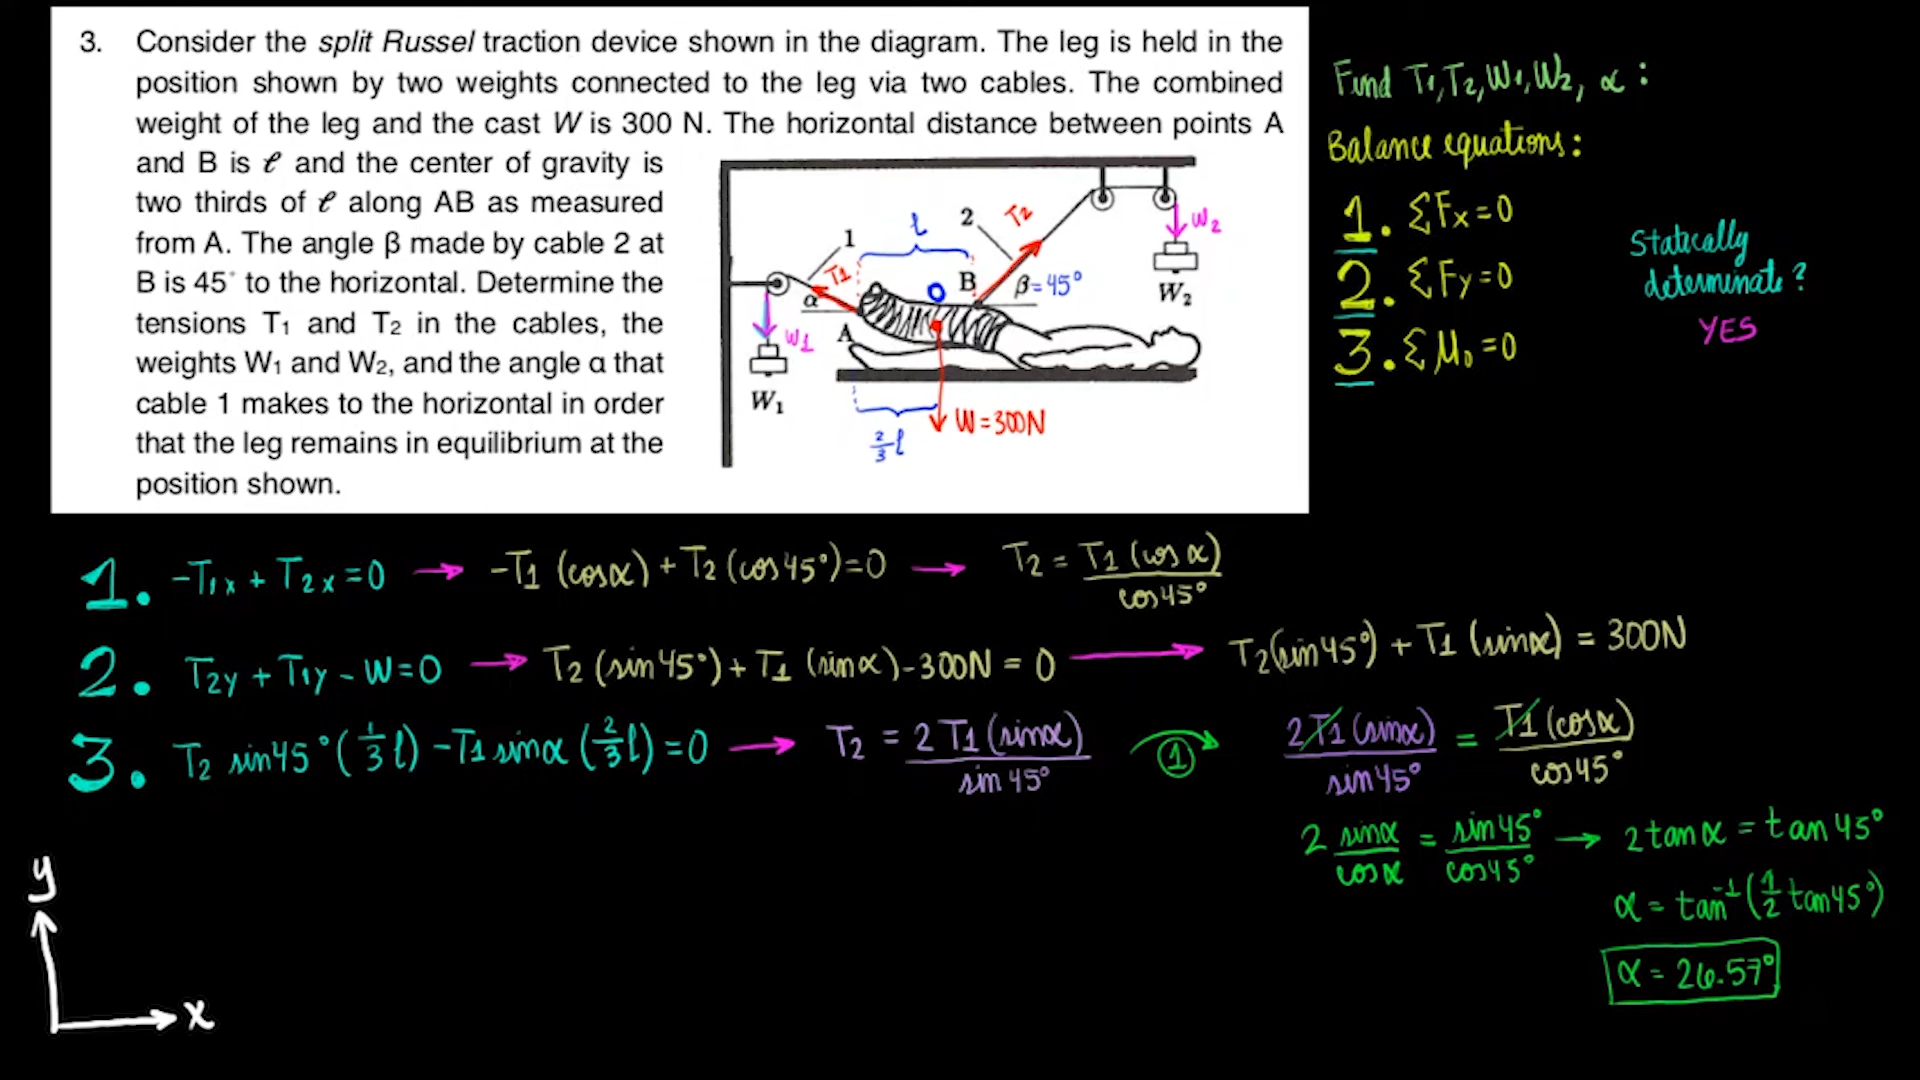 3. Consider the split Russel traction device shown in the diagram. The leg is held in the
position shown by two weights connected to the leg via two cables. The combined
weight of the leg and the cast W is 300 N. The horizontal distance between points A
and B is ℓ and the center of gravity is
two thirds of ℓ along AB as measured
from A. The angle β made by cable 2 at
B is 45° to the horizontal. Determine the
tensions T₁ and T₂ in the cables, the
weights W₁ and W₂, and the angle α that
cable 1 makes to the horizontal in order
that the leg remains in equilibrium at the
position shown.
1
T1
α
A
W1
W₁
ℓ
O
B
2
T2
β=45°
W2
W₂
2/3 ℓ
W=300N
Find T1, T2, W1, W2, α :
Balance equations:
1. ΣFx=0
2. ΣFy=0
3. ΣMo=0
Statically
determinate?
YES
1. -T1x + T2x =0 → -T1 (cosα) + T2 (cos45°)=0 → T2 = T1 (cosα) / cos45°
2. T2y + T1y - W=0 → T2 (sin45°) + T1 (sinα) - 300N = 0 → T2(sin45°) + T1 (sinα) = 300N
3. T2 sin45° (1/3 ℓ) - T1 sinα (2/3 ℓ) =0 → T2 = 2 T1 (sinα) / sin 45° ① 2T1 (sinα) / sin45° = T1 (cosα) / cos45°
2 sinα / cosα = sin45° / cos45° → 2 tanα = tan 45°
α = tan⁻¹ (1/2 tan45°)
α = 26.57°
y
x